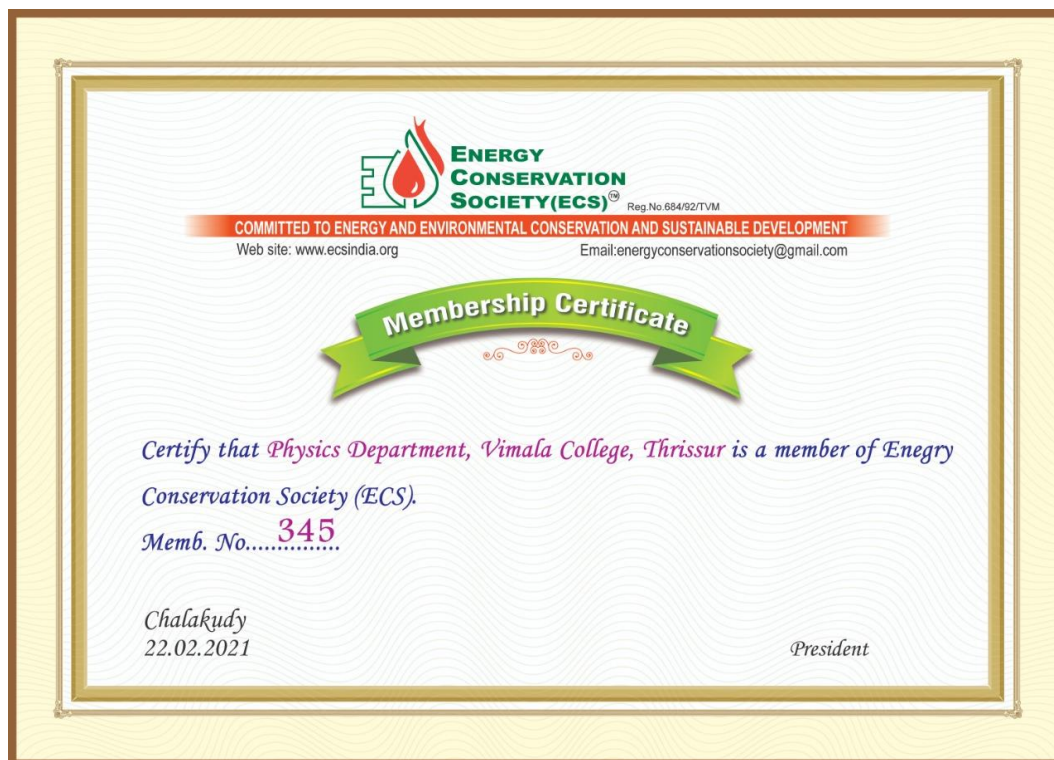 ENERGY
CONSERVATION
SOCIETY(ECS)™ Reg.No.684/92/TVM
COMMITTED TO ENERGY AND ENVIRONMENTAL CONSERVATION AND SUSTAINABLE DEVELOPMENT
Web site: www.ecsindia.org Email:energyconservationsociety@gmail.com
Membership Certificate
Certify that Physics Department, Vimala College, Thrissur is a member of Enegry
Conservation Society (ECS).
Memb. No...............345
Chalakudy
22.02.2021
President